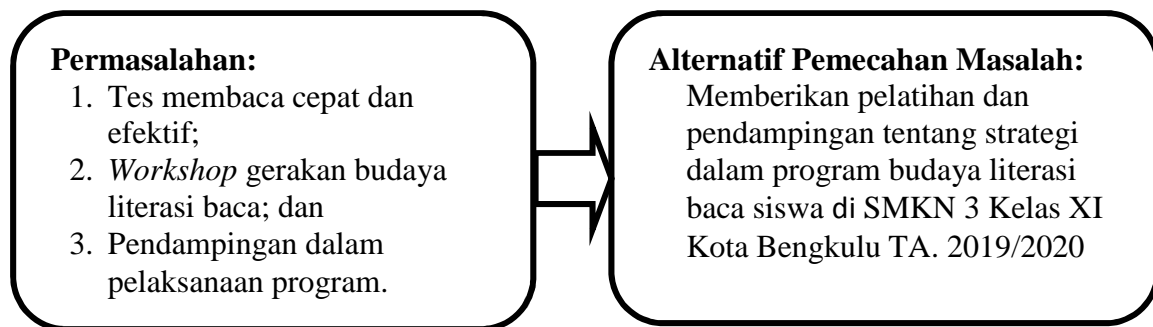 Permasalahan:
1. Tes membaca cepat dan
efektif;
2. Workshop gerakan budaya
literasi baca; dan
3. Pendampingan dalam
pelaksanaan program.
Alternatif Pemecahan Masalah:
Memberikan pelatihan dan
pendampingan tentang strategi
dalam program budaya literasi
baca siswa di SMKN 3 Kelas XI
Kota Bengkulu TA. 2019/2020